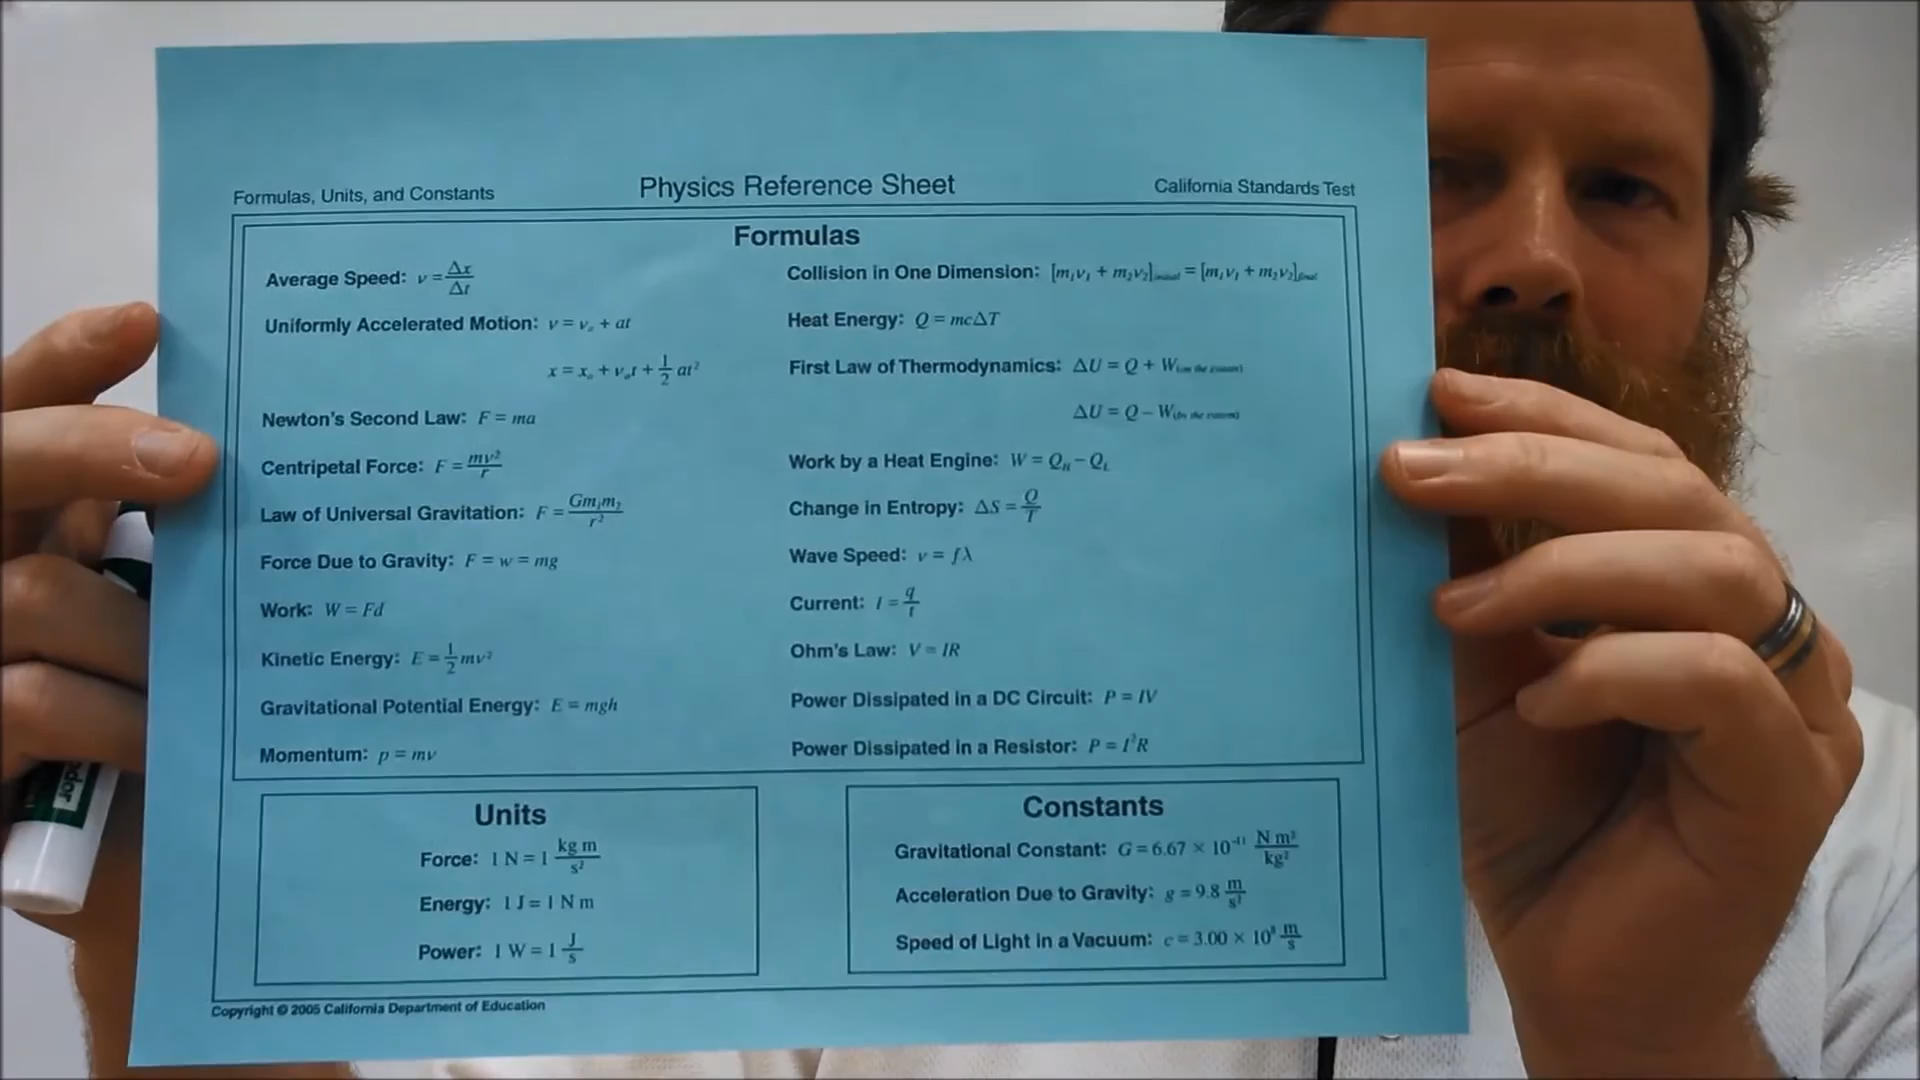 Formulas, Units, and Constants
Physics Reference Sheet
California Standards Test
Formulas
Average Speed: v = Δx/Δt
Uniformly Accelerated Motion: v = v₀ + at
x = x₀ + v₀t + 1/2 at²
Newton's Second Law: F = ma
Centripetal Force: F = mv²/r
Law of Universal Gravitation: F = Gm₁m₂/r²
Force Due to Gravity: F = w = mg
Work: W = Fd
Kinetic Energy: E = 1/2 mv²
Gravitational Potential Energy: E = mgh
Momentum: p = mv
Collision in One Dimension: [m₁v₁ + m₂v₂]initial = [m₁v₁ + m₂v₂]final
Heat Energy: Q = mcΔT
First Law of Thermodynamics: ΔU = Q + W(on the system)
ΔU = Q – W(by the system)
Work by a Heat Engine: W = Q_H – Q_L
Change in Entropy: ΔS = Q/T
Wave Speed: v = fλ
Current: I = q/t
Ohm's Law: V = IR
Power Dissipated in a DC Circuit: P = IV
Power Dissipated in a Resistor: P = I²R
Units
Force: 1 N = 1 kg m/s²
Energy: 1 J = 1 N m
Power: 1 W = 1 J/s
Constants
Gravitational Constant: G = 6.67 × 10⁻¹¹ N m²/kg²
Acceleration Due to Gravity: g = 9.8 m/s²
Speed of Light in a Vacuum: c = 3.00 × 10⁸ m/s
Copyright © 2005 California Department of Education